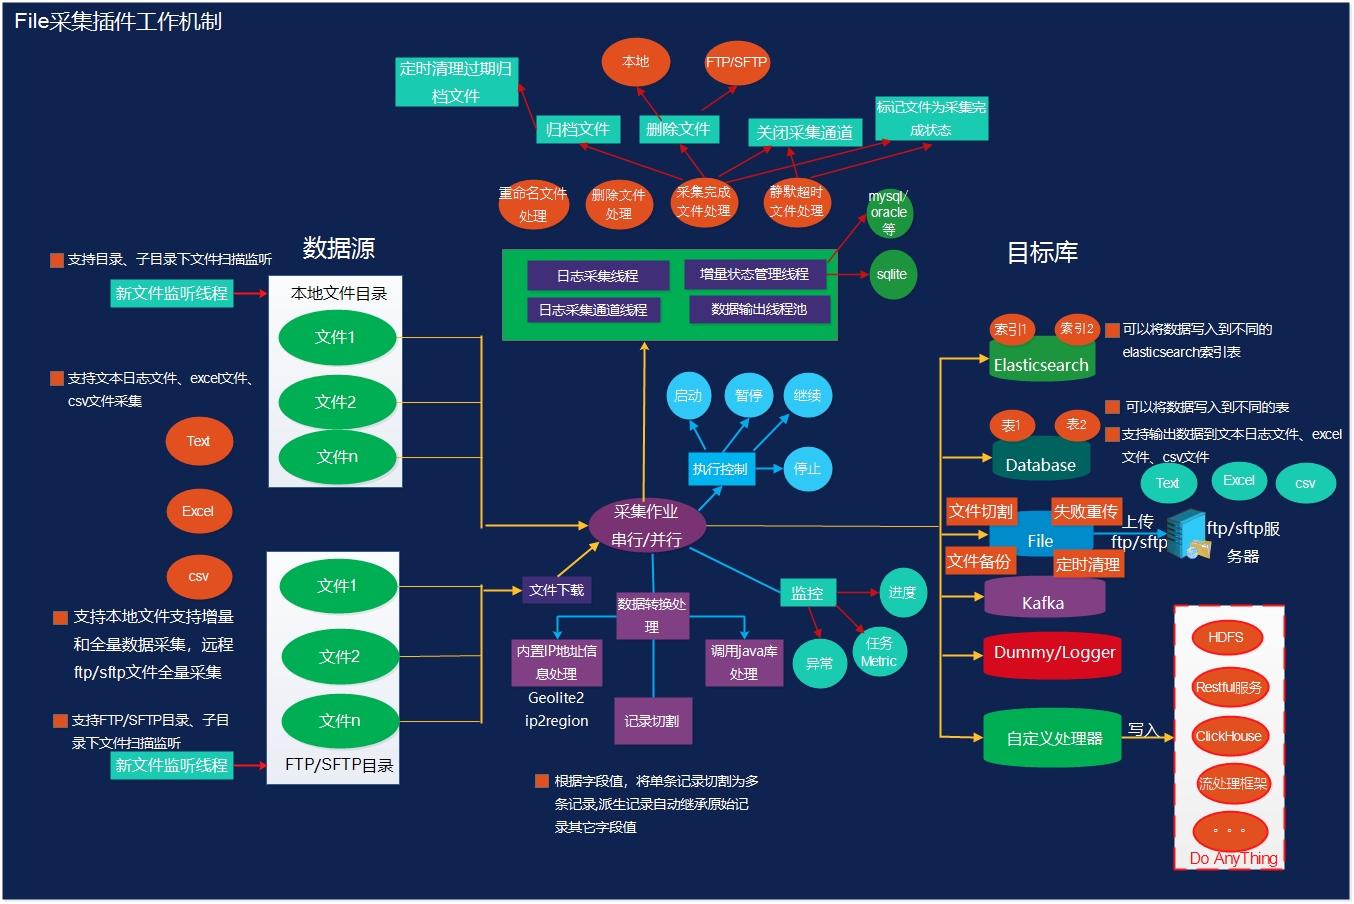 File采集插件工作机制
本地
FTP/SFTP
定时清理过期归
档文件
归档文件
删除文件
关闭采集通道
标记文件为采集完
成状态
重命名文件
处理
删除文件
处理
采集完成
文件处理
静默超时
文件处理
mysql/
oracle
等
sqlite
日志采集线程
增量状态管理线程
日志采集通道线程
数据输出线程池
数据源
支持目录、子目录下文件扫描监听
新文件监听线程
本地文件目录
文件1
文件2
文件n
支持文本日志文件、excel文件、
csv文件采集
Text
Excel
csv
支持本地文件支持增量
和全量数据采集，远程
ftp/sftp文件全量采集
支持FTP/SFTP目录、子目
录下文件扫描监听
新文件监听线程
文件1
文件2
文件n
FTP/SFTP目录
启动
暂停
继续
执行控制
停止
采集作业
串行/并行
文件下载
数据转换处
理
内置IP地址信
息处理
Geolite2
ip2region
调用java库
处理
记录切割
根据字段值，将单条记录切割为多
条记录,派生记录自动继承原始记
录其它字段值
监控
进度
任务
Metric
异常
目标库
索引1
索引2
Elasticsearch
可以将数据写入到不同的
elasticsearch索引表
表1
表2
Database
可以将数据写入到不同的表
支持输出数据到文本日志文件、excel
文件、csv文件
Text
Excel
csv
文件切割
失败重传
File
文件备份
定时清理
上传
ftp/sftp
ftp/sftp服
务器
Kafka
Dummy/Logger
自定义处理器
写入
HDFS
Restful服务
ClickHouse
流处理框架
。。。
Do AnyThing